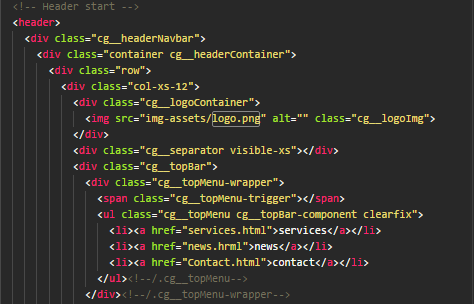 <!-- Header start -->
<header>
<div class="cg__headerNavbar">
<div class="container cg__headerContainer">
<div class="row">
<div class="col-xs-12">
<div class="cg__logoContainer">
<img src="img-assets/logo.png" alt="" class="cg__logoImg">
</div>
<div class="cg__separator visible-xs"></div>
<div class="cg__topBar">
<div class="cg__topMenu-wrapper">
<span class="cg__topMenu-trigger"></span>
<ul class="cg__topMenu cg__topBar-component clearfix">
<li><a href="services.html">services</a></li>
<li><a href="news.hrml">news</a></li>
<li><a href="Contact.html">contact</a></li>
</ul><!--/.cg__topMenu-->
</div><!--/.cg__topMenu-wrapper-->